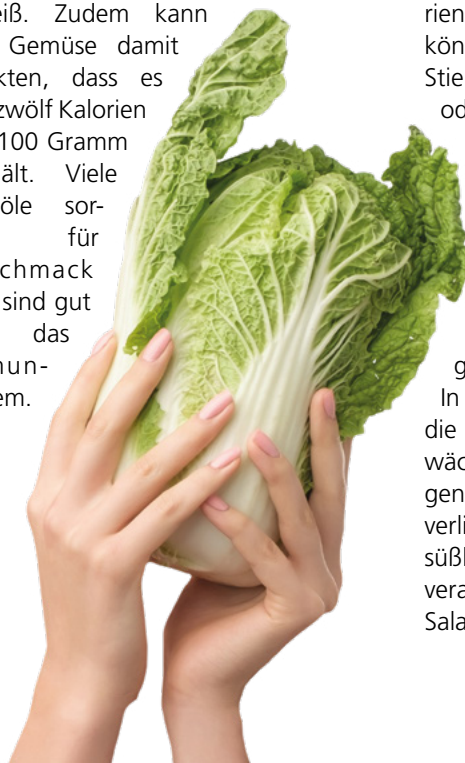 eiß. Zudem kann
Gemüse damit
kten, dass es
zwölf Kalorien
100 Gramm
ält. Viele
öle sor-
für
chmack
sind gut
das
mun-
em.
rien
kön
Stie
od
g
In
die
wäc
gen
verli
süßl
vera
Sala